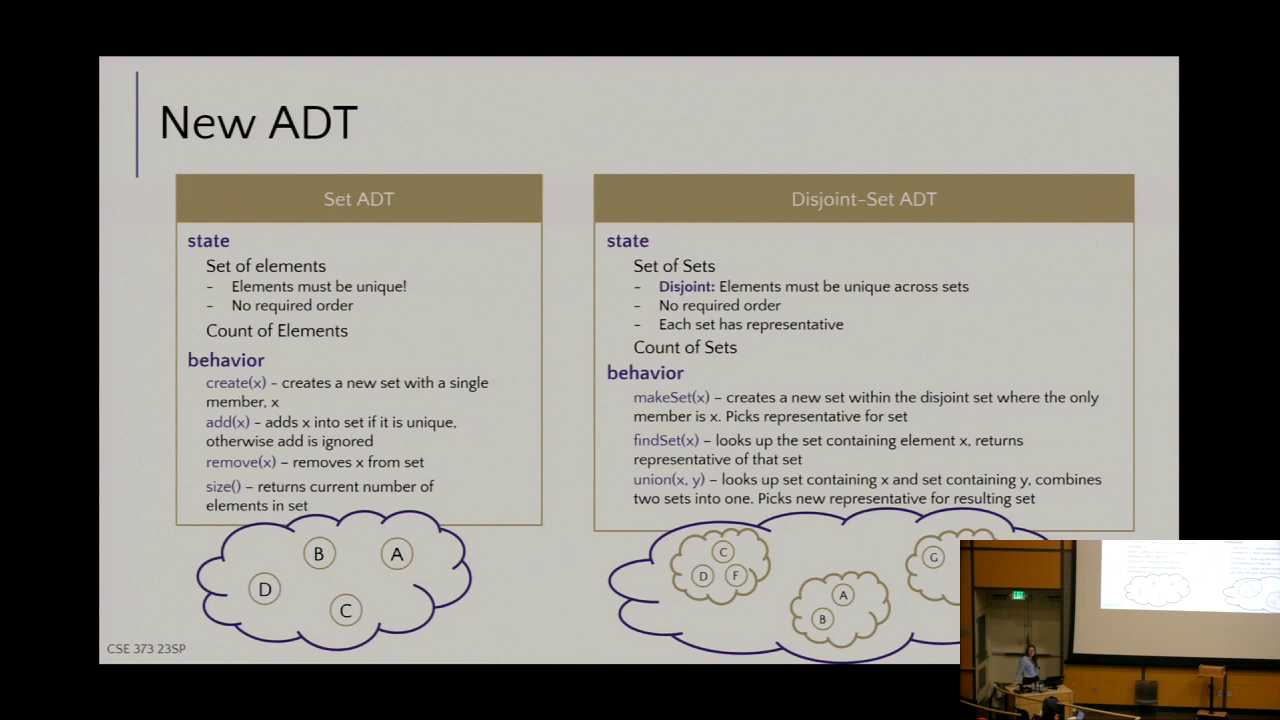 New ADT
Set ADT
state
Set of elements
- Elements must be unique!
- No required order
Count of Elements
behavior
create(x) - creates a new set with a single
member, x
add(x) – adds x into set if it is unique,
otherwise add is ignored
remove(x) – removes x from set
size() – returns current number of
elements in set
B
A
D
C
Disjoint-Set ADT
state
Set of Sets
- Disjoint: Elements must be unique across sets
- No required order
- Each set has representative
Count of Sets
behavior
makeSet(x) – creates a new set within the disjoint set where the only
member is x. Picks representative for set
findSet(x) – looks up the set containing element x, returns
representative of that set
union(x, y) – looks up set containing x and set containing y, combines
two sets into one. Picks new representative for resulting set
C
D F
G
A
B
CSE 373 23SP